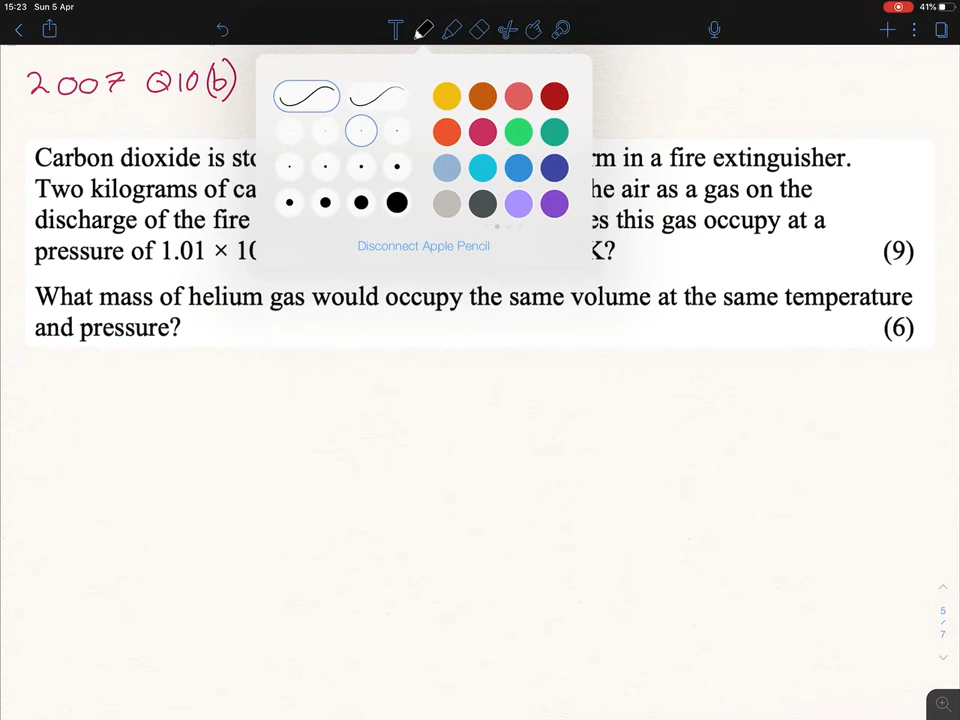 15:23 Sun 5 Apr
41%
2007 Q10(b)
Disconnect Apple Pencil
Carbon dioxide is rm in a fire extinguisher.
Two kilograms of he air as a gas on the
discharge of the fire es this gas occupy at a
pressure of 1.01 × 10 K? (9)
What mass of helium gas would occupy the same volume at the same temperature
and pressure? (6)
5
/
7